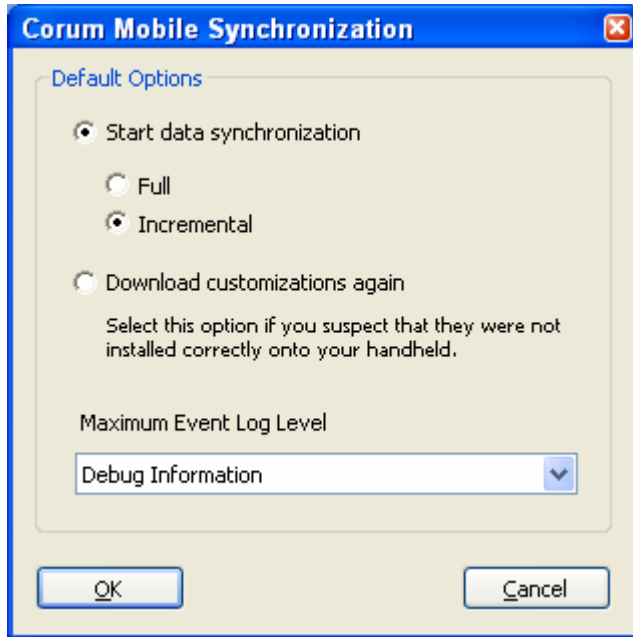 Corum Mobile Synchronization
Default Options
Start data synchronization
Full
Incremental
Download customizations again
Select this option if you suspect that they were not
installed correctly onto your handheld.
Maximum Event Log Level
Debug Information
OK
Cancel